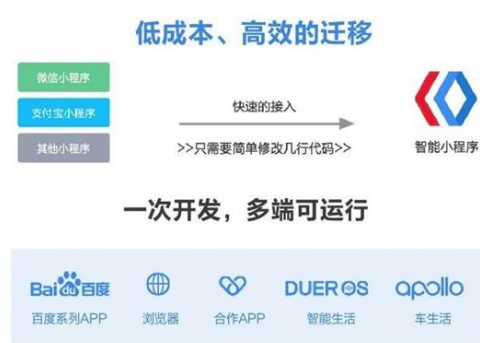 低成本、高效的迁移
微信小程序
支付宝小程序
其他小程序
快速的接入
>>只需要简单修改几行代码>>
智能小程序
一次开发，多端可运行
Bai du 百度
DUEROS
apollo
百度系列APP
浏览器
合作APP
智能生活
车生活